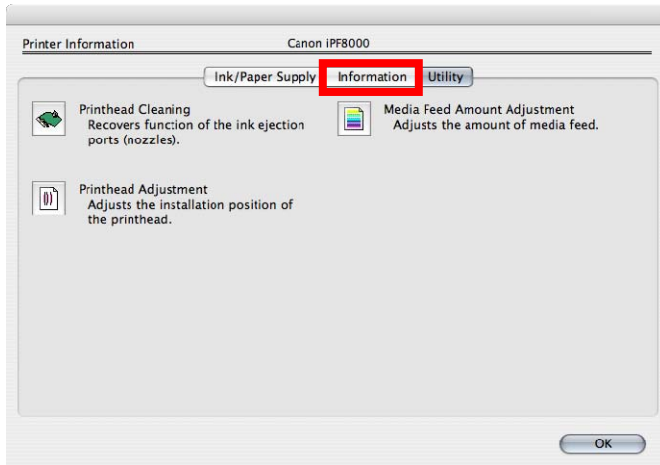 Printer Information Canon iPF8000
Ink/Paper Supply Information Utility
Printhead Cleaning
Recovers function of the ink ejection
ports (nozzles).
Media Feed Amount Adjustment
Adjusts the amount of media feed.
Printhead Adjustment
Adjusts the installation position of
the printhead.
OK